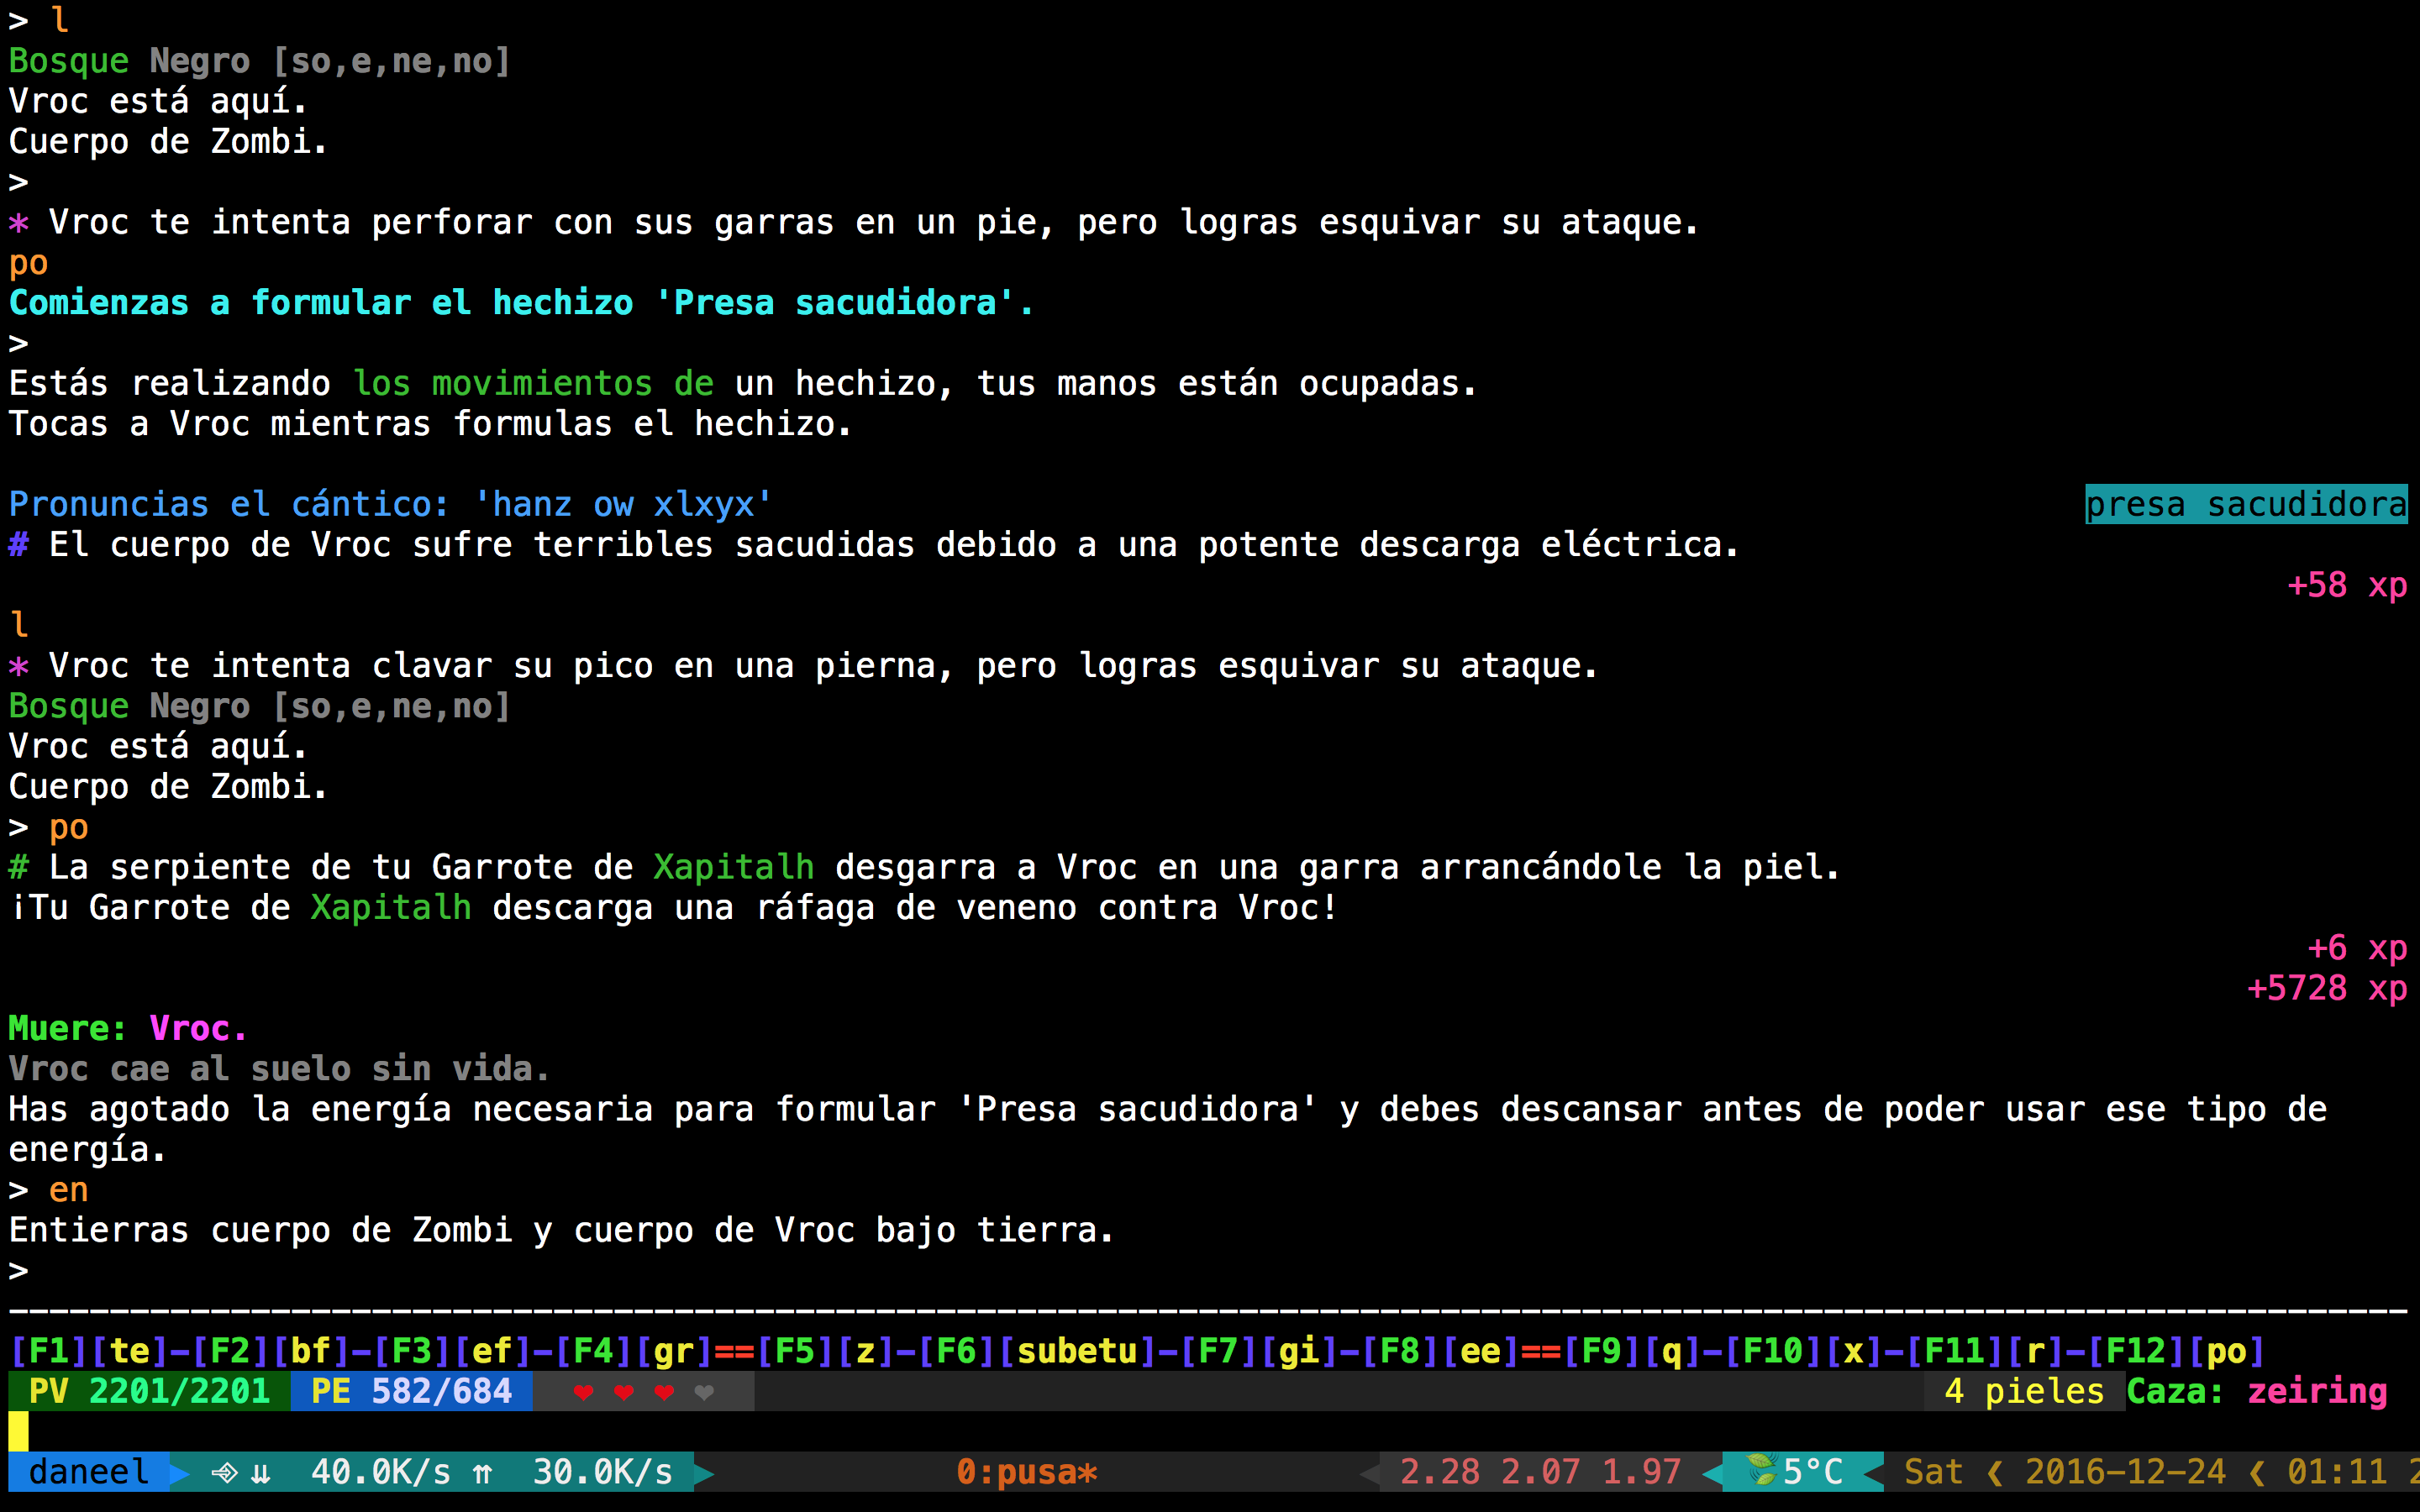 > l
Bosque Negro [so,e,ne,no]
Vroc está aquí.
Cuerpo de Zombi.
>
* Vroc te intenta perforar con sus garras en un pie, pero logras esquivar su ataque.
po
Comienzas a formular el hechizo 'Presa sacudidora'.
>
Estás realizando los movimientos de un hechizo, tus manos están ocupadas.
Tocas a Vroc mientras formulas el hechizo.
Pronuncias el cántico: 'hanz ow xlxyx' presa sacudidora
# El cuerpo de Vroc sufre terribles sacudidas debido a una potente descarga eléctrica.
+58 xp
l
* Vroc te intenta clavar su pico en una pierna, pero logras esquivar su ataque.
Bosque Negro [so,e,ne,no]
Vroc está aquí.
Cuerpo de Zombi.
> po
# La serpiente de tu Garrote de Xapitalh desgarra a Vroc en una garra arrancándole la piel.
¡Tu Garrote de Xapitalh descarga una ráfaga de veneno contra Vroc!
+6 xp
+5728 xp
Muere: Vroc.
Vroc cae al suelo sin vida.
Has agotado la energía necesaria para formular 'Presa sacudidora' y debes descansar antes de poder usar ese tipo de
energía.
> en
Entierras cuerpo de Zombi y cuerpo de Vroc bajo tierra.
>
[F1][te]-[F2][bf]-[F3][ef]-[F4][gr]==[F5][z]-[F6][subetu]-[F7][gi]-[F8][ee]==[F9][q]-[F10][x]-[F11][r]-[F12][po]
PV 2201/2201 PE 582/684 ❤ ❤ ❤ ❤ 4 pieles Caza: zeiring
daneel ⇊ 40.0K/s ⇈ 30.0K/s 0:pusa* 2.28 2.07 1.97 5°C Sat ❮ 2016-12-24 ❮ 01:11